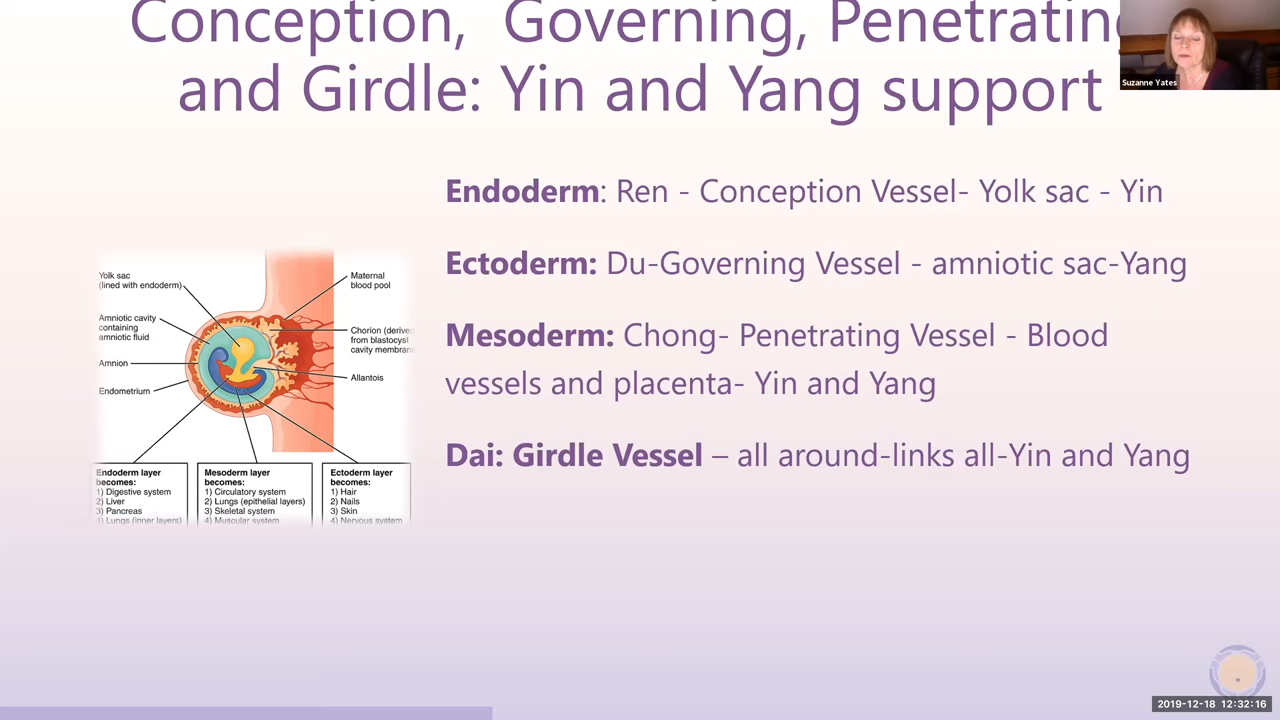 Conception,  Governing, Penetrating
and Girdle: Yin and Yang support
Suzanne Yates
Endoderm: Ren - Conception Vessel- Yolk sac - Yin
Ectoderm: Du-Governing Vessel - amniotic sac-Yang
Mesoderm: Chong- Penetrating Vessel - Blood
vessels and placenta- Yin and Yang
Dai: Girdle Vessel – all around-links all-Yin and Yang
Yolk sac
(lined with endoderm)
Amniotic cavity
containing
amniotic fluid
Amnion
Endometrium
Maternal
blood pool
Chorion (derived
from blastocyst
cavity membran
Allantois
Endoderm layer
becomes:
1) Digestive system
2) Liver
3) Pancreas
4) Lungs (inner layers)
Mesoderm layer
becomes:
1) Circulatory system
2) Lungs (epithelial layers)
3) Skeletal system
4) Muscular system
Ectoderm layer
becomes:
1) Hair
2) Nails
3) Skin
4) Nervous system
2019-12-18 12:32:16